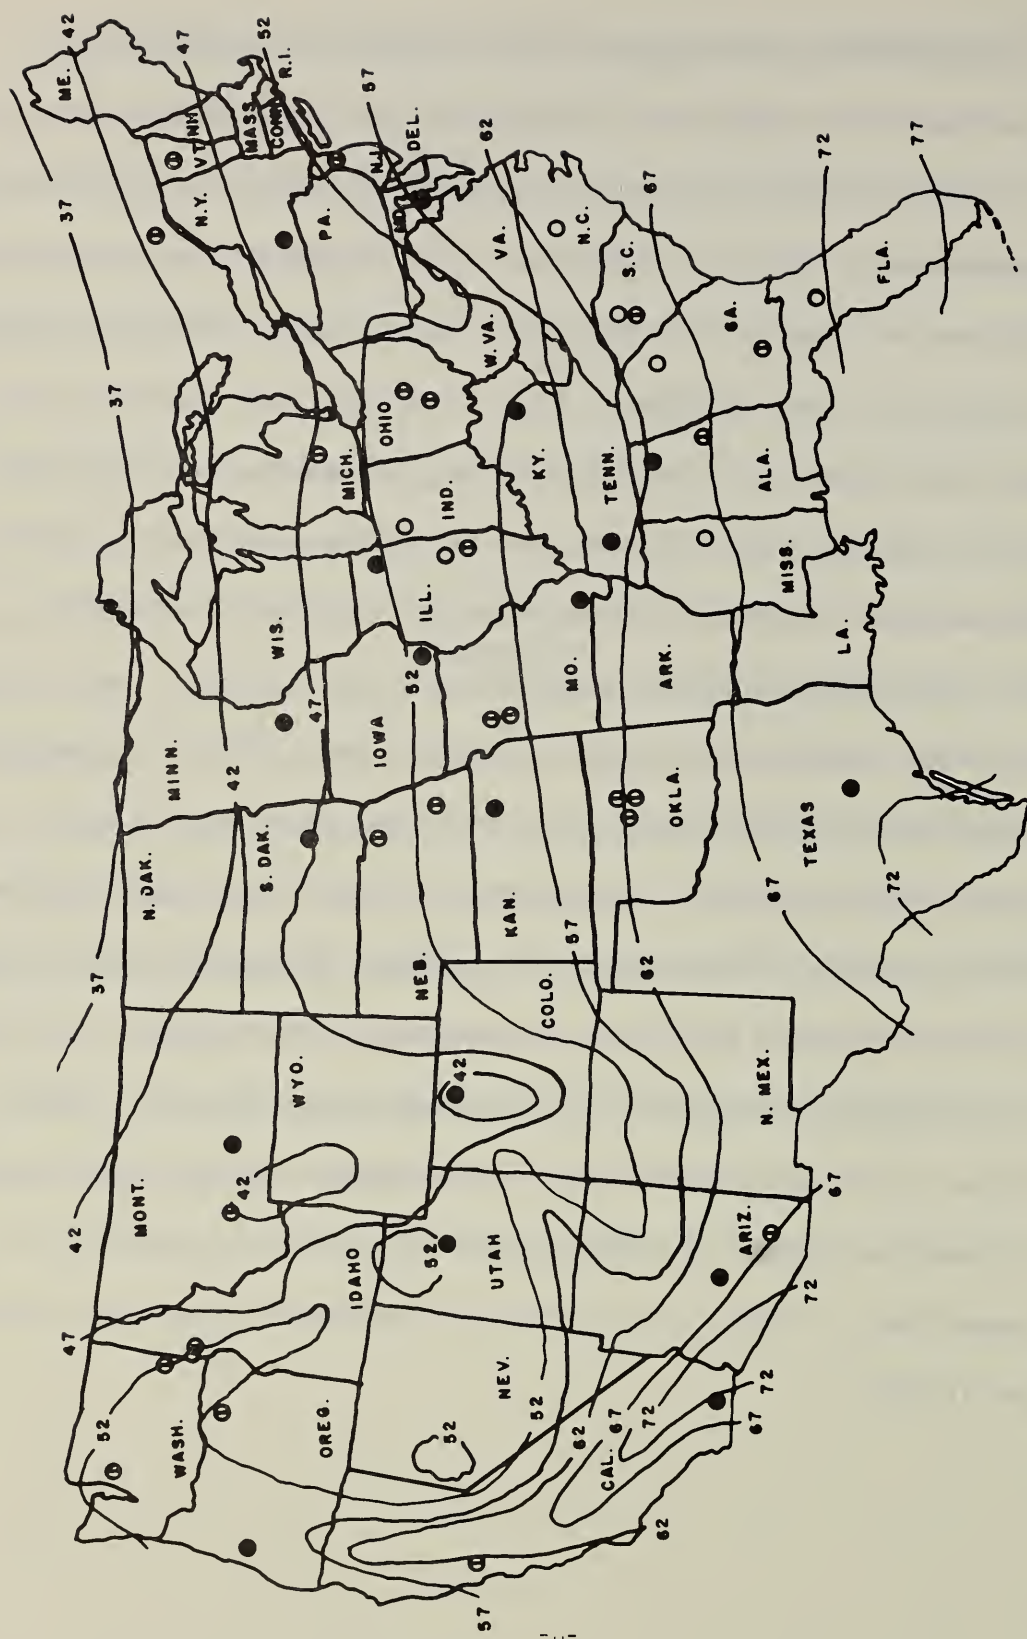 37
42
ME.
47
52
VT.
NH
MASS.
CONN.
R.I.
N.Y.
PA.
N.J.
57
MD.
DEL.
62
37
VA.
W.VA.
N.C.
S.C.
67
GA.
72
77
FLA.
MICH.
OHIO
IND.
KY.
TENN.
ALA.
MISS.
WIS.
ILL.
MINN.
42
47
IOWA
52
MO.
ARK.
LA.
N. DAK.
S. DAK.
NEB.
KAN.
OKLA.
TEXAS
67
72
37
57
62
MONT.
WYO.
COLO.
N. MEX.
42
42
42
67
47
IDAHO
UTAH
52
ARIZ.
72
52
WASH.
OREG.
NEV.
52
52
62
67
72
CAL.
72
67
62
57